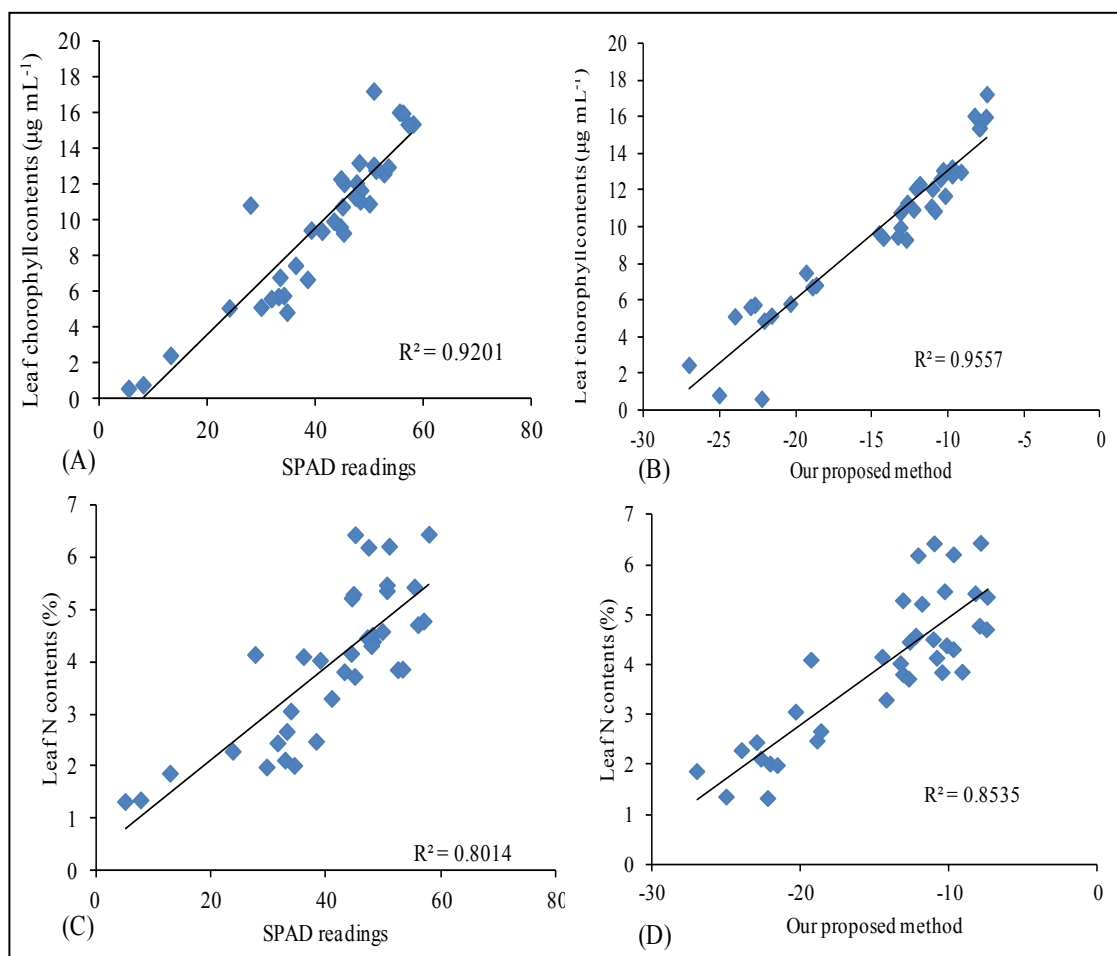 Leaf chorophyll contents (µg mL⁻¹)
20
18
16
14
12
10
8
6
4
2
0
0 20 40 60 80
R² = 0.9201
(A)
SPAD readings
Leaf chorophyll contents (µg mL⁻¹)
20
18
16
14
12
10
8
6
4
2
0
-30 -25 -20 -15 -10 -5 0
R² = 0.9557
(B)
Our proposed method
Leaf N contents (%)
7
6
5
4
3
2
1
0
0 20 40 60 80
R² = 0.8014
(C)
SPAD readings
Leaf N contents (%)
7
6
5
4
3
2
1
0
-30 -20 -10 0
R² = 0.8535
(D)
Our proposed method